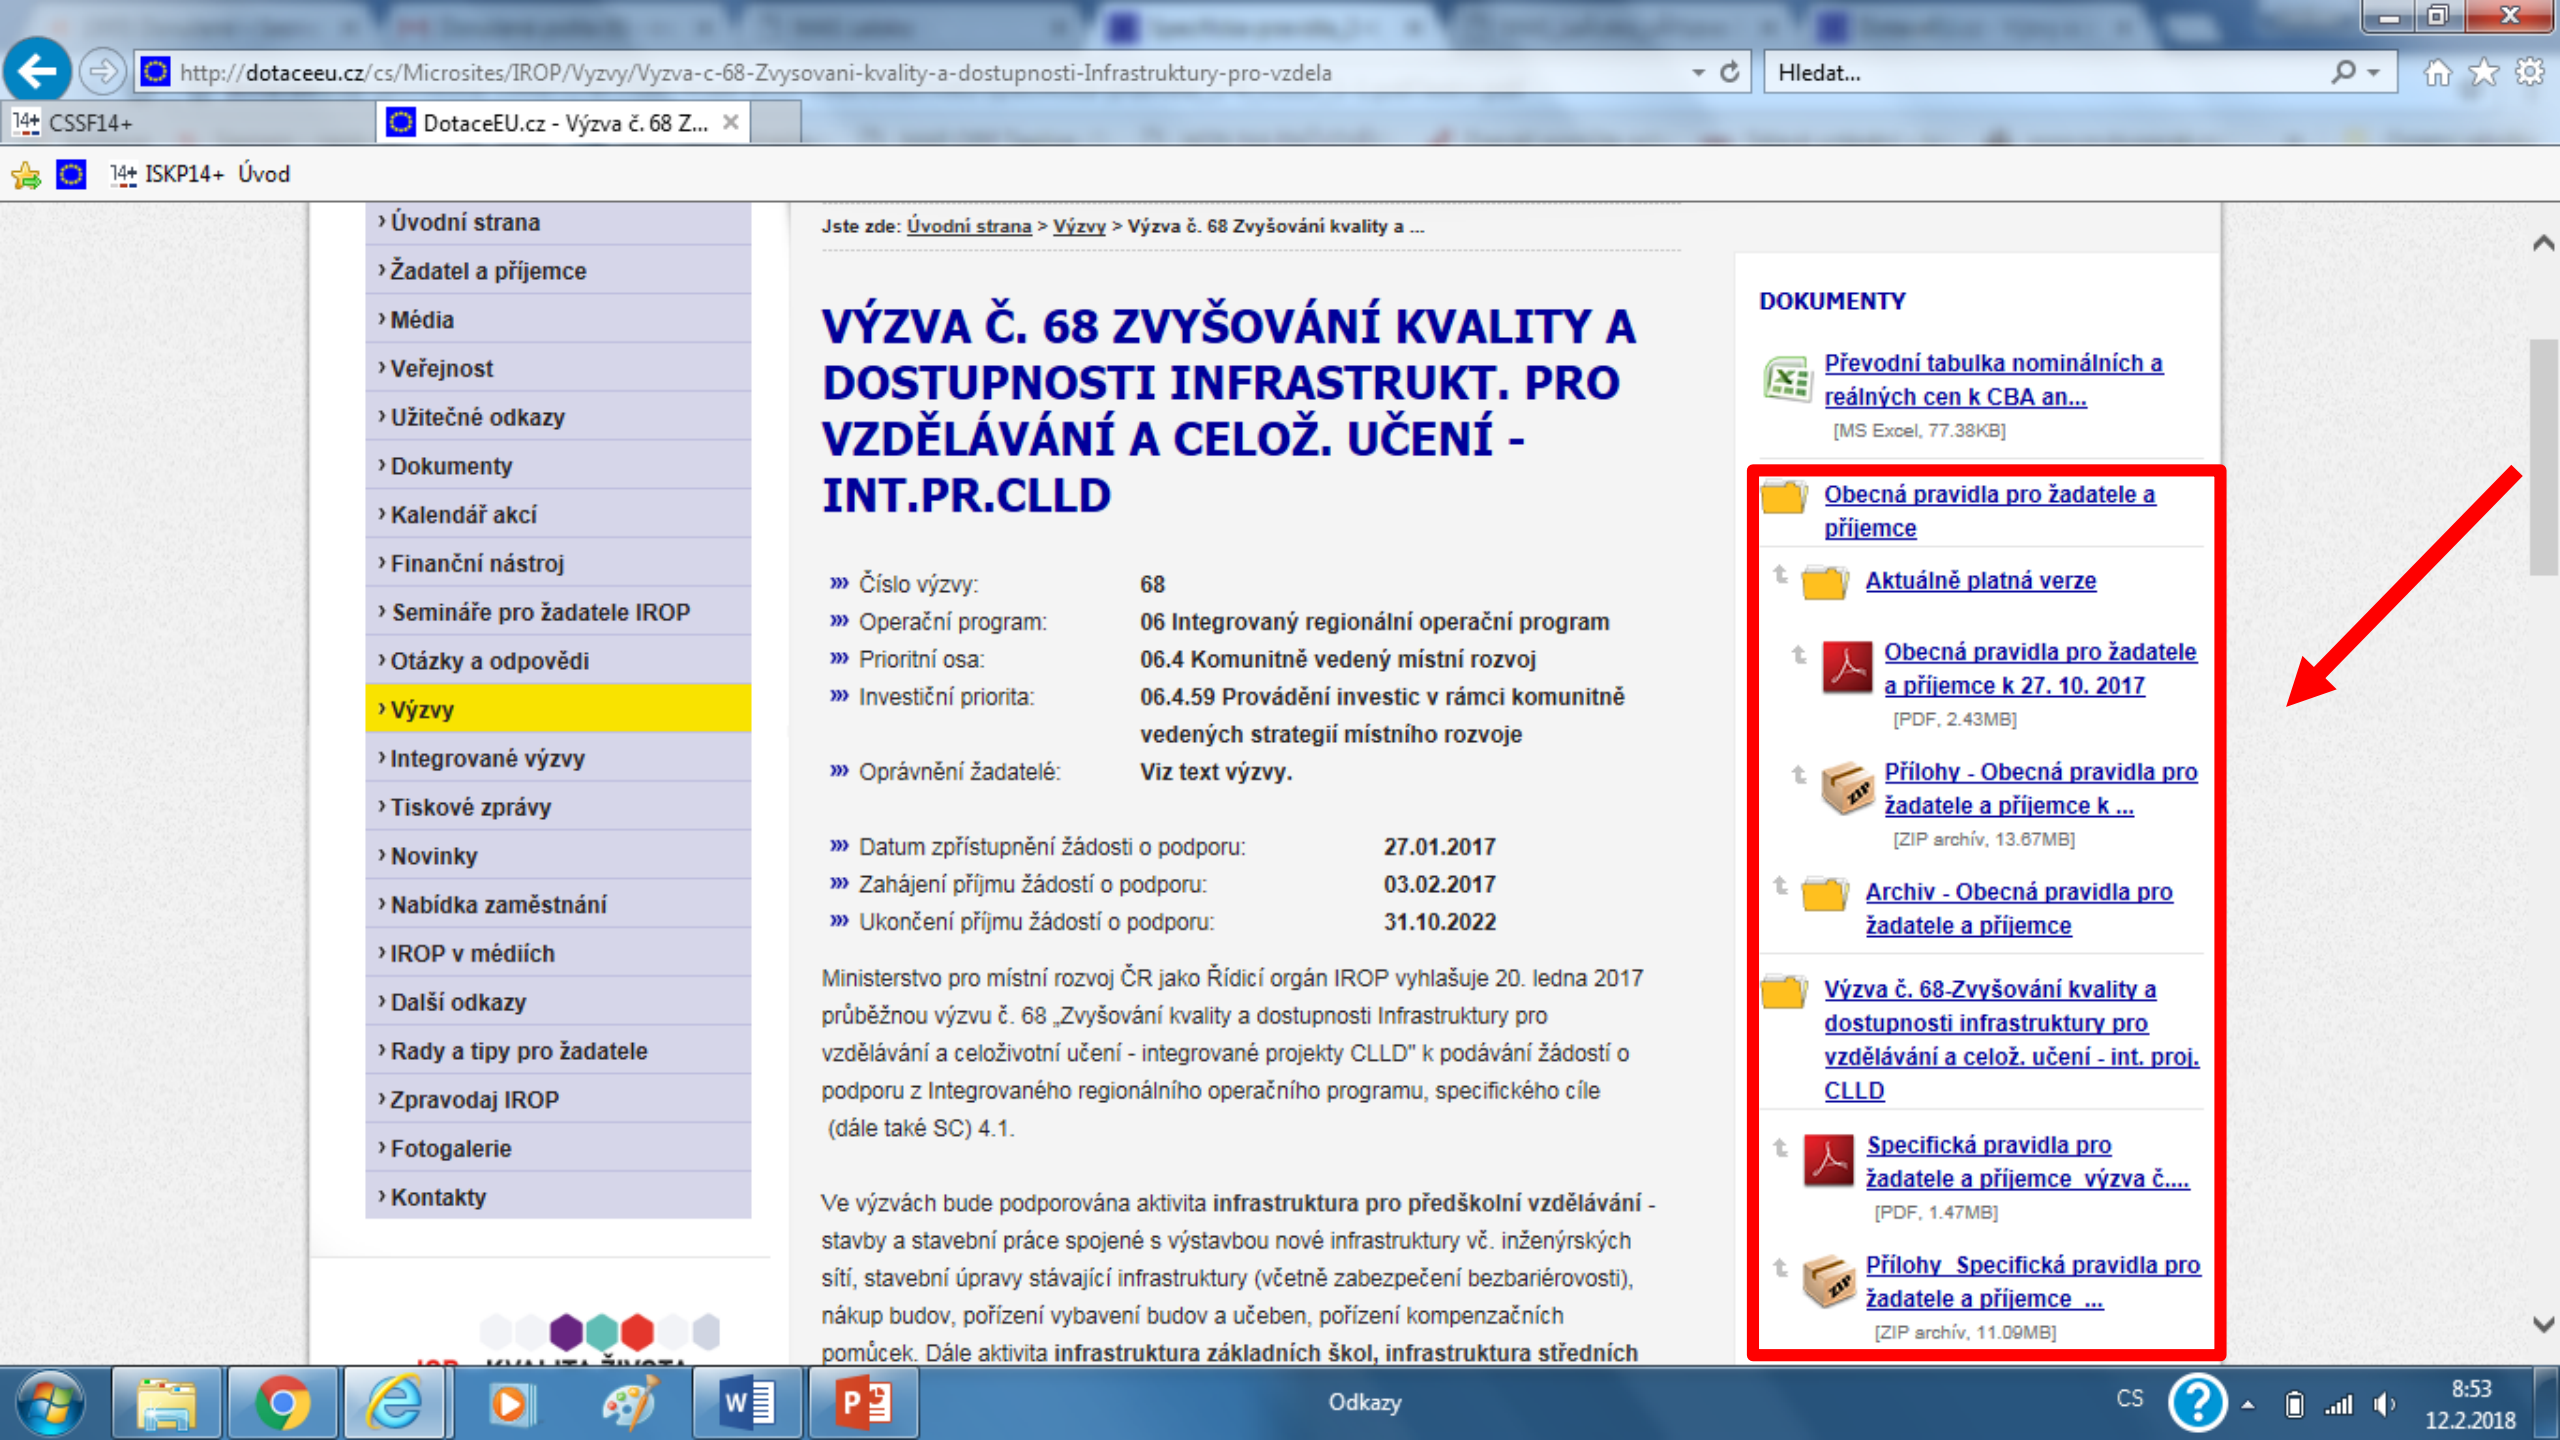 http://dotaceeu.cz/cs/Microsites/IROP/Vyzvy/Vyzva-c-68-Zvysovani-kvality-a-dostupnosti-Infrastruktury-pro-vzdela
Hledat...
14+ CSSF14+
DotaceEU.cz - Výzva č. 68 Z...
14+ ISKP14+ Úvod
Úvodní strana
Žadatel a příjemce
Média
Veřejnost
Užitečné odkazy
Dokumenty
Kalendář akcí
Finanční nástroj
Semináře pro žadatele IROP
Otázky a odpovědi
Výzvy
Integrované výzvy
Tiskové zprávy
Novinky
Nabídka zaměstnání
IROP v médiích
Další odkazy
Rady a tipy pro žadatele
Zpravodaj IROP
Fotogalerie
Kontakty
Jste zde: Úvodní strana > Výzvy > Výzva č. 68 Zvyšování kvality a ...
VÝZVA Č. 68 ZVYŠOVÁNÍ KVALITY A
DOSTUPNOSTI INFRASTRUKT. PRO
VZDĚLÁVÁNÍ A CELOŽ. UČENÍ -
INT.PR.CLLD
Číslo výzvy: 68
Operační program: 06 Integrovaný regionální operační program
Prioritní osa: 06.4 Komunitně vedený místní rozvoj
Investiční priorita: 06.4.59 Provádění investic v rámci komunitně
vedených strategií místního rozvoje
Oprávnění žadatelé: Viz text výzvy.
Datum zpřístupnění žádosti o podporu: 27.01.2017
Zahájení příjmu žádostí o podporu: 03.02.2017
Ukončení příjmu žádostí o podporu: 31.10.2022
Ministerstvo pro místní rozvoj ČR jako Řídicí orgán IROP vyhlašuje 20. ledna 2017
průběžnou výzvu č. 68 „Zvyšování kvality a dostupnosti Infrastruktury pro
vzdělávání a celoživotní učení - integrované projekty CLLD" k podávání žádostí o
podporu z Integrovaného regionálního operačního programu, specifického cíle
(dále také SC) 4.1.
Ve výzvách bude podporována aktivita infrastruktura pro předškolní vzdělávání -
stavby a stavební práce spojené s výstavbou nové infrastruktury vč. inženýrských
sítí, stavební úpravy stávající infrastruktury (včetně zabezpečení bezbariérovosti),
nákup budov, pořízení vybavení budov a učeben, pořízení kompenzačních
pomůcek. Dále aktivita infrastruktura základních škol, infrastruktura středních
DOKUMENTY
Převodní tabulka nominálních a
reálných cen k CBA an...
[MS Excel, 77.38KB]
Obecná pravidla pro žadatele a
příjemce
Aktuálně platná verze
Obecná pravidla pro žadatele
a příjemce k 27. 10. 2017
[PDF, 2.43MB]
Přílohy - Obecná pravidla pro
žadatele a příjemce k ...
[ZIP archív, 13.67MB]
Archiv - Obecná pravidla pro
žadatele a příjemce
Výzva č. 68-Zvyšování kvality a
dostupnosti infrastruktury pro
vzdělávání a celož. učení - int. proj.
CLLD
Specifická pravidla pro
žadatele a příjemce_výzva č....
[PDF, 1.47MB]
Přílohy_Specifická pravidla pro
žadatele a příjemce_...
[ZIP archív, 11.09MB]
Odkazy
CS
8:53
12.2.2018